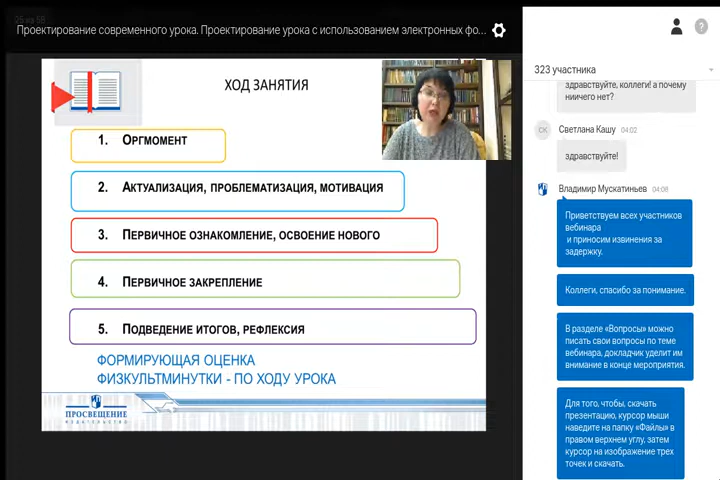 25 из 58
Проектирование современного урока. Проектирование урока с использованием электронных фо...
ХОД ЗАНЯТИЯ
1. Оргмомент
2. Актуализация, проблематизация, мотивация
3. Первичное ознакомление, освоение нового
4. Первичное закрепление
5. Подведение итогов, рефлексия
ФОРМИРУЮЩАЯ ОЦЕНКА
ФИЗКУЛЬТМИНУТКИ - ПО ХОДУ УРОКА
ПРОСВЕЩЕНИЕ
ИЗДАТЕЛЬСТВО
?
323 участника
здравствуйте, коллеги! а почему
ниичего нет?
СК
Светлана Кашу 04:02
здравствуйте!
Владимир Мускатиньев 04:08
Приветствуем всех участников
вебинара
и приносим извинения за
задержку.
Коллеги, спасибо за понимание.
В разделе «Вопросы» можно
писать свои вопросы по теме
вебинара, докладчик уделит им
внимание в конце мероприятия.
Для того, чтобы, скачать
презентацию, курсор мыши
наведите на папку «Файлы» в
правом верхнем углу, затем
курсор на изображение трех
точек и скачать.